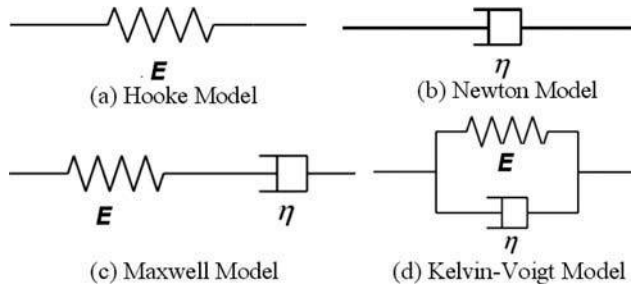 E
(a) Hooke Model
η
(b) Newton Model
E
η
(c) Maxwell Model
E
η
(d) Kelvin-Voigt Model